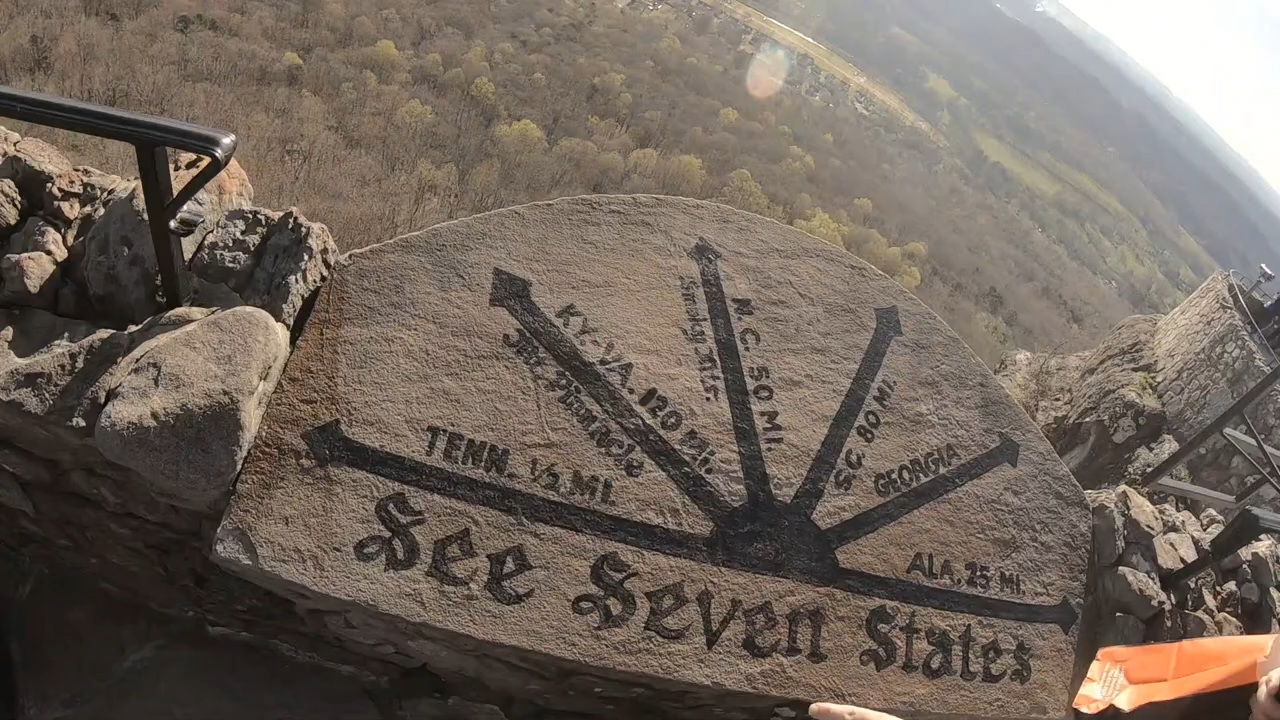 TENN. ½ MI.
KY.-VA. 120 MI.
Pinnacle
Smoky Mts.
N.C. 50 MI.
S.C. 80 MI.
GEORGIA
ALA. 25 MI.
See Seven States